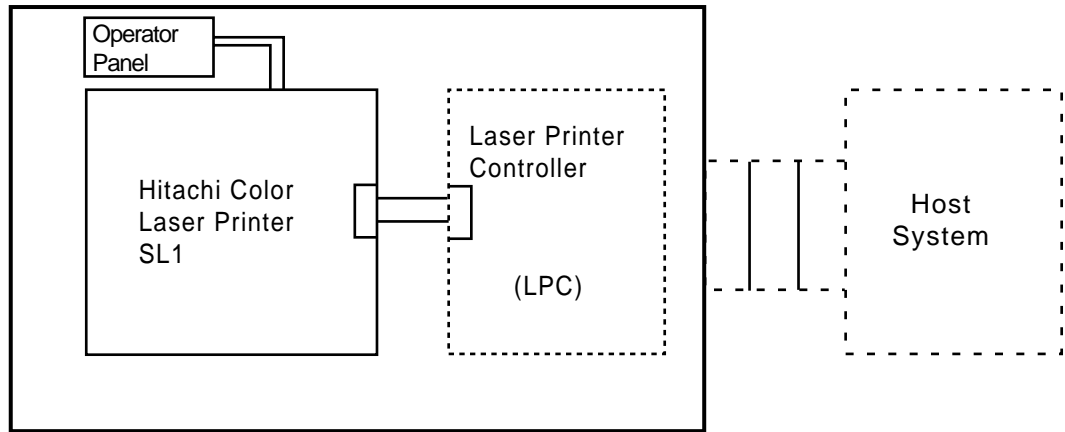 Operator
Panel
Hitachi Color
Laser Printer
SL1
Laser Printer
Controller
(LPC)
Host
System